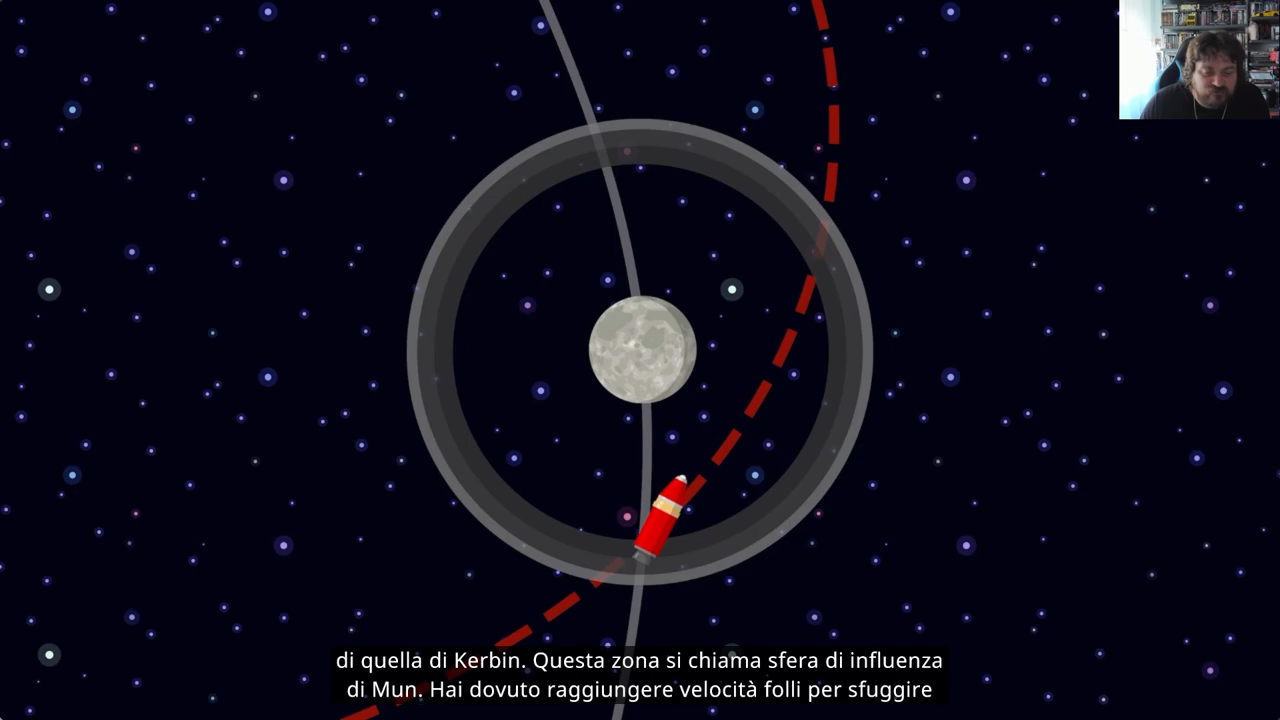 di quella di Kerbin. Questa zona si chiama sfera di influenza
di Mun. Hai dovuto raggiungere velocità folli per sfuggire